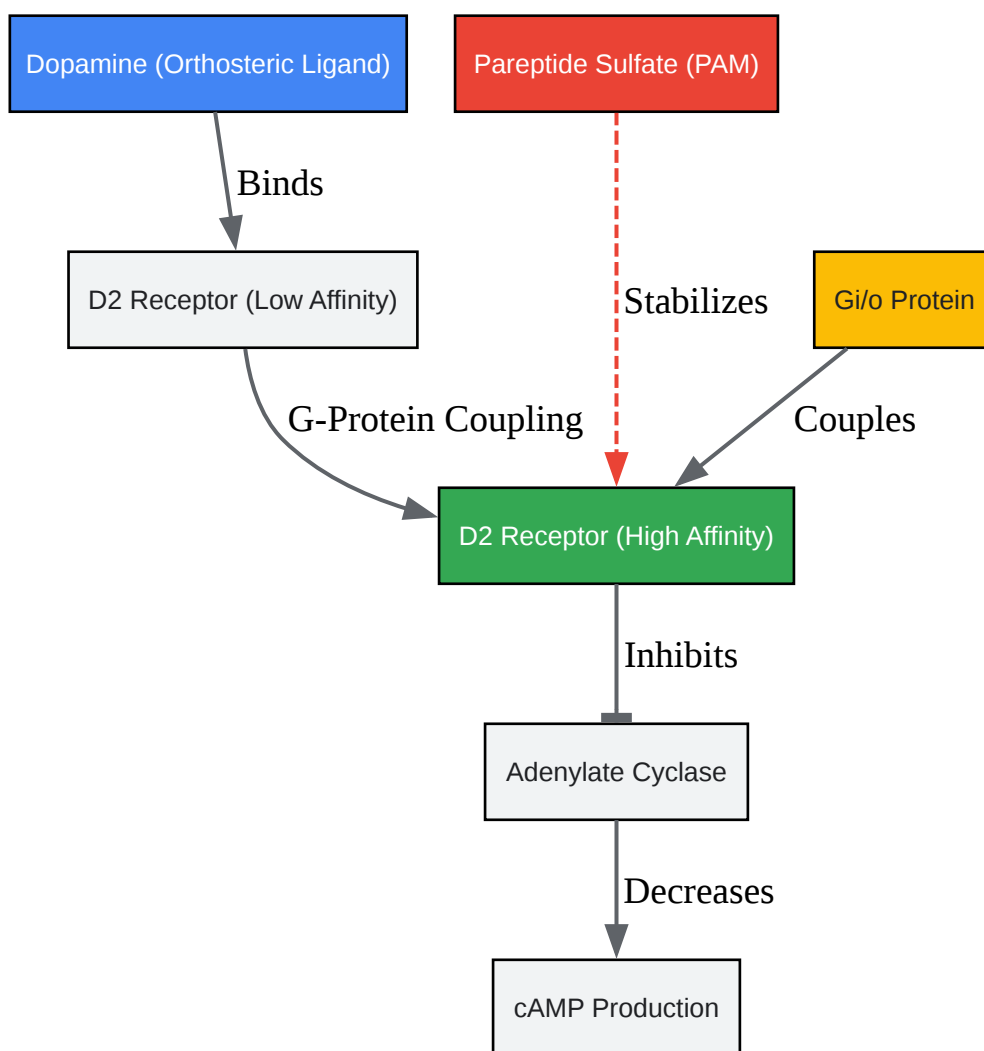 Dopamine (Orthosteric Ligand)
Pareptide Sulfate (PAM)
Binds
D2 Receptor (Low Affinity)
Stabilizes
Gi/o Protein
G-Protein Coupling
Couples
D2 Receptor (High Affinity)
Inhibits
Adenylate Cyclase
Decreases
cAMP Production